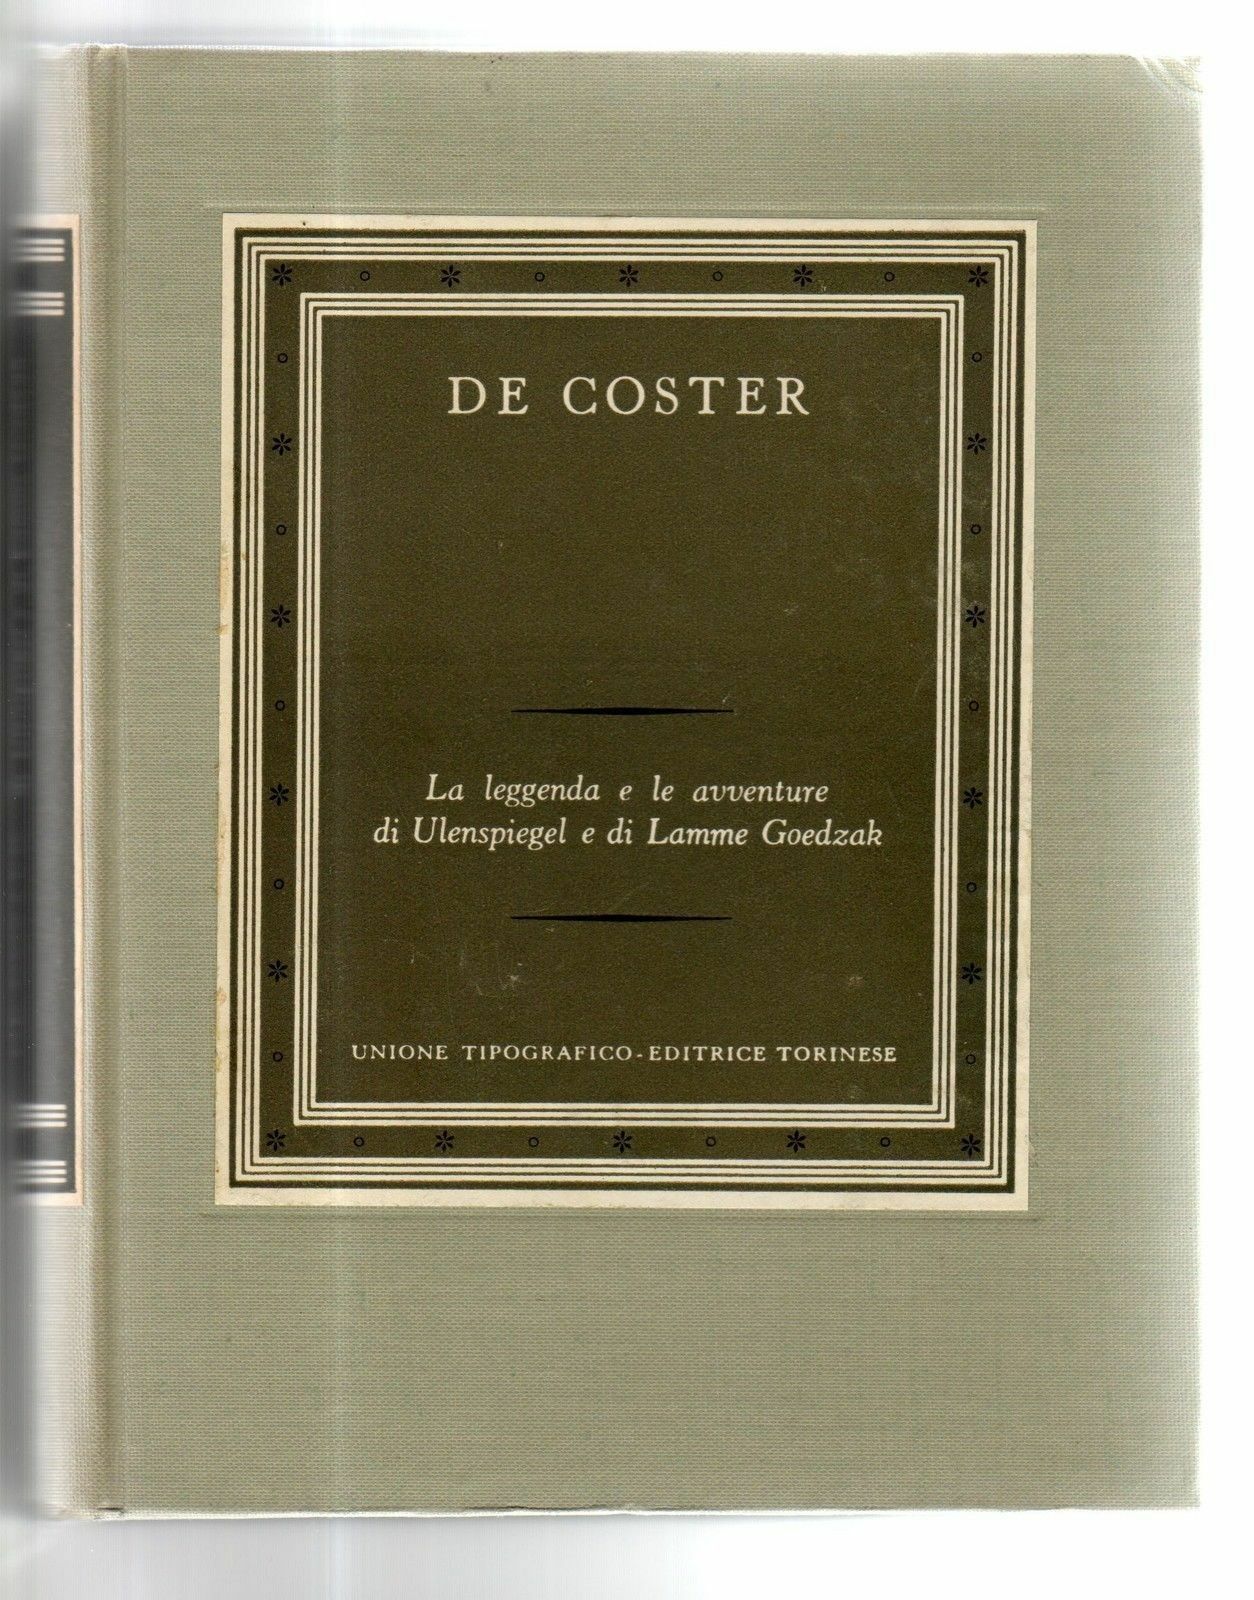 DE COSTER
La leggenda e le avventure
di Ulenspiegel e di Lamme Goedzak
UNIONE TIPOGRAFICO-EDITRICE TORINESE